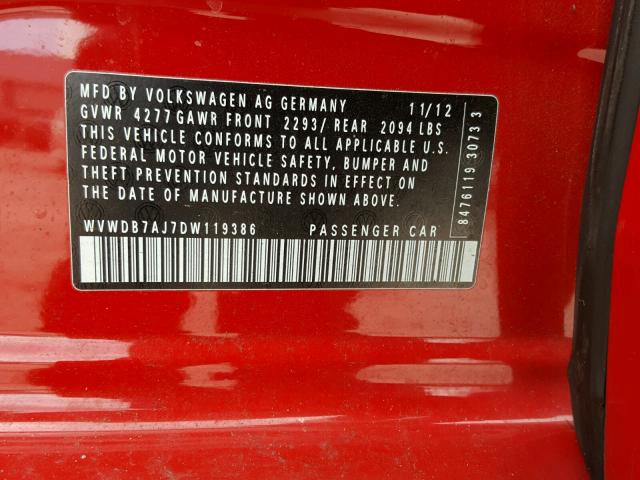 MFD BY VOLKSWAGEN AG GERMANY 11/12
GVWR 4277 GAWR FRONT 2293/ REAR 2094 LBS
THIS VEHICLE CONFORMS TO ALL APPLICABLE U.S.
FEDERAL MOTOR VEHICLE SAFETY, BUMPER AND
THEFT PREVENTION STANDARDS IN EFFECT ON
THE DATE OF MANUFACTURE SHOWN ABOVE.
WVWDB7AJ7DW119386 PASSENGER CAR
8476119 3073 3